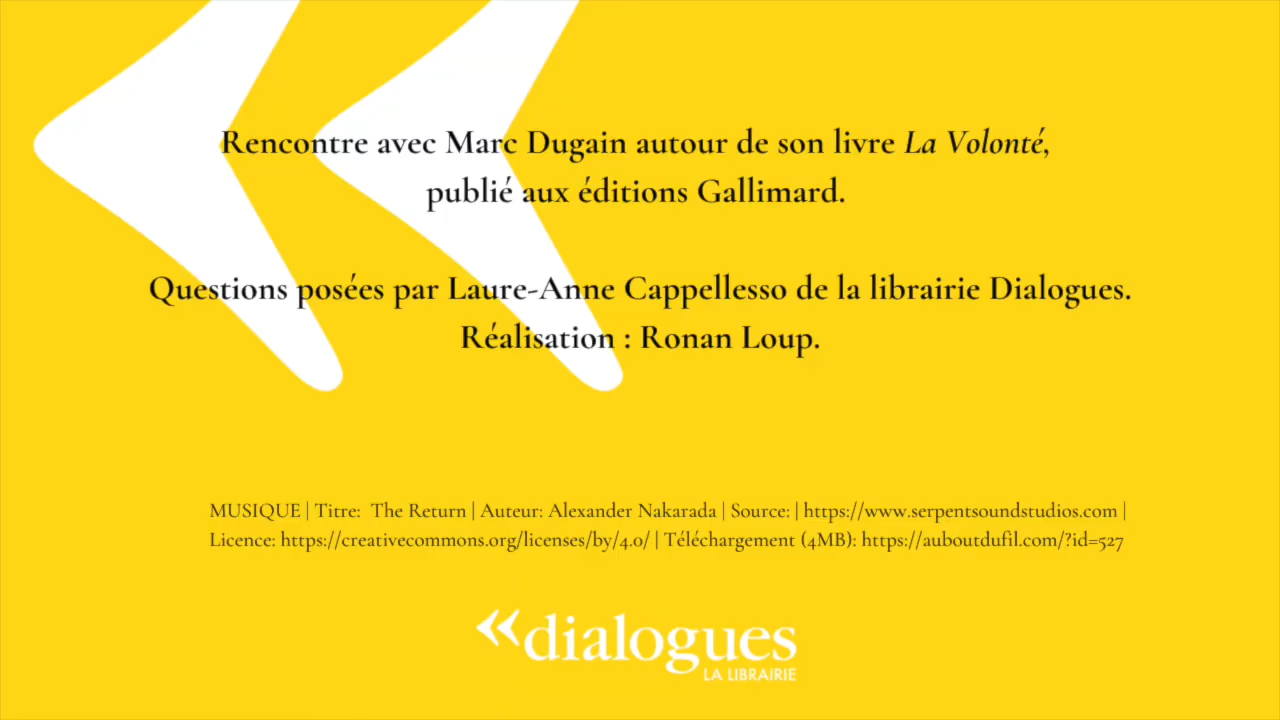 Rencontre avec Marc Dugain autour de son livre La Volonté,
publié aux éditions Gallimard.
Questions posées par Laure-Anne Cappellesso de la librairie Dialogues.
Réalisation : Ronan Loup.
MUSIQUE | Titre:  The Return | Auteur: Alexander Nakarada | Source: | https://www.serpentsoundstudios.com |
Licence: https://creativecommons.org/licenses/by/4.0/ | Téléchargement (4MB): https://auboutdufil.com/?id=527
dialogues
LA LIBRAIRIE